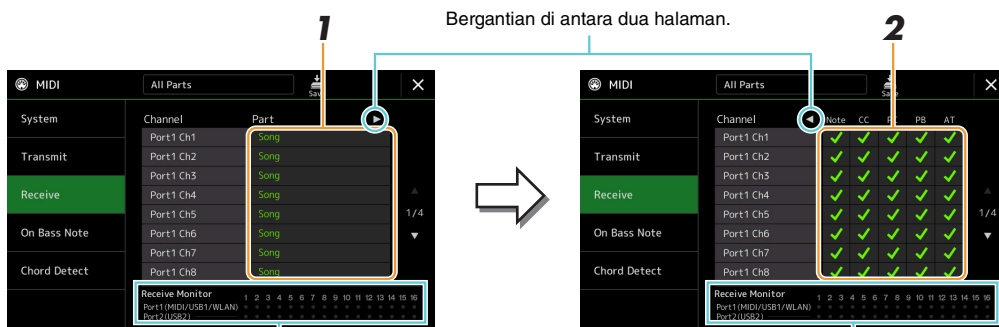 Bergantian di antara dua halaman.
1
2
MIDI
All Parts
Save
System
Transmit
Receive
On Bass Note
Chord Detect
Channel Part
Port1 Ch1 Song
Port1 Ch2 Song
Port1 Ch3 Song
Port1 Ch4 Song
Port1 Ch5 Song
Port1 Ch6 Song
Port1 Ch7 Song
Port1 Ch8 Song
1/4
Receive Monitor 1 2 3 4 5 6 7 8 9 10 11 12 13 14 15 16
Port1(MIDI/USB1/WLAN)
Port2(USB2)
MIDI
All Parts
Save
System
Transmit
Receive
On Bass Note
Chord Detect
Channel Note CC PC PB AT
Port1 Ch1
Port1 Ch2
Port1 Ch3
Port1 Ch4
Port1 Ch5
Port1 Ch6
Port1 Ch7
Port1 Ch8
1/4
Receive Monitor 1 2 3 4 5 6 7 8 9 10 11 12 13 14 15 16
Port1(MIDI/USB1/WLAN)
Port2(USB2)